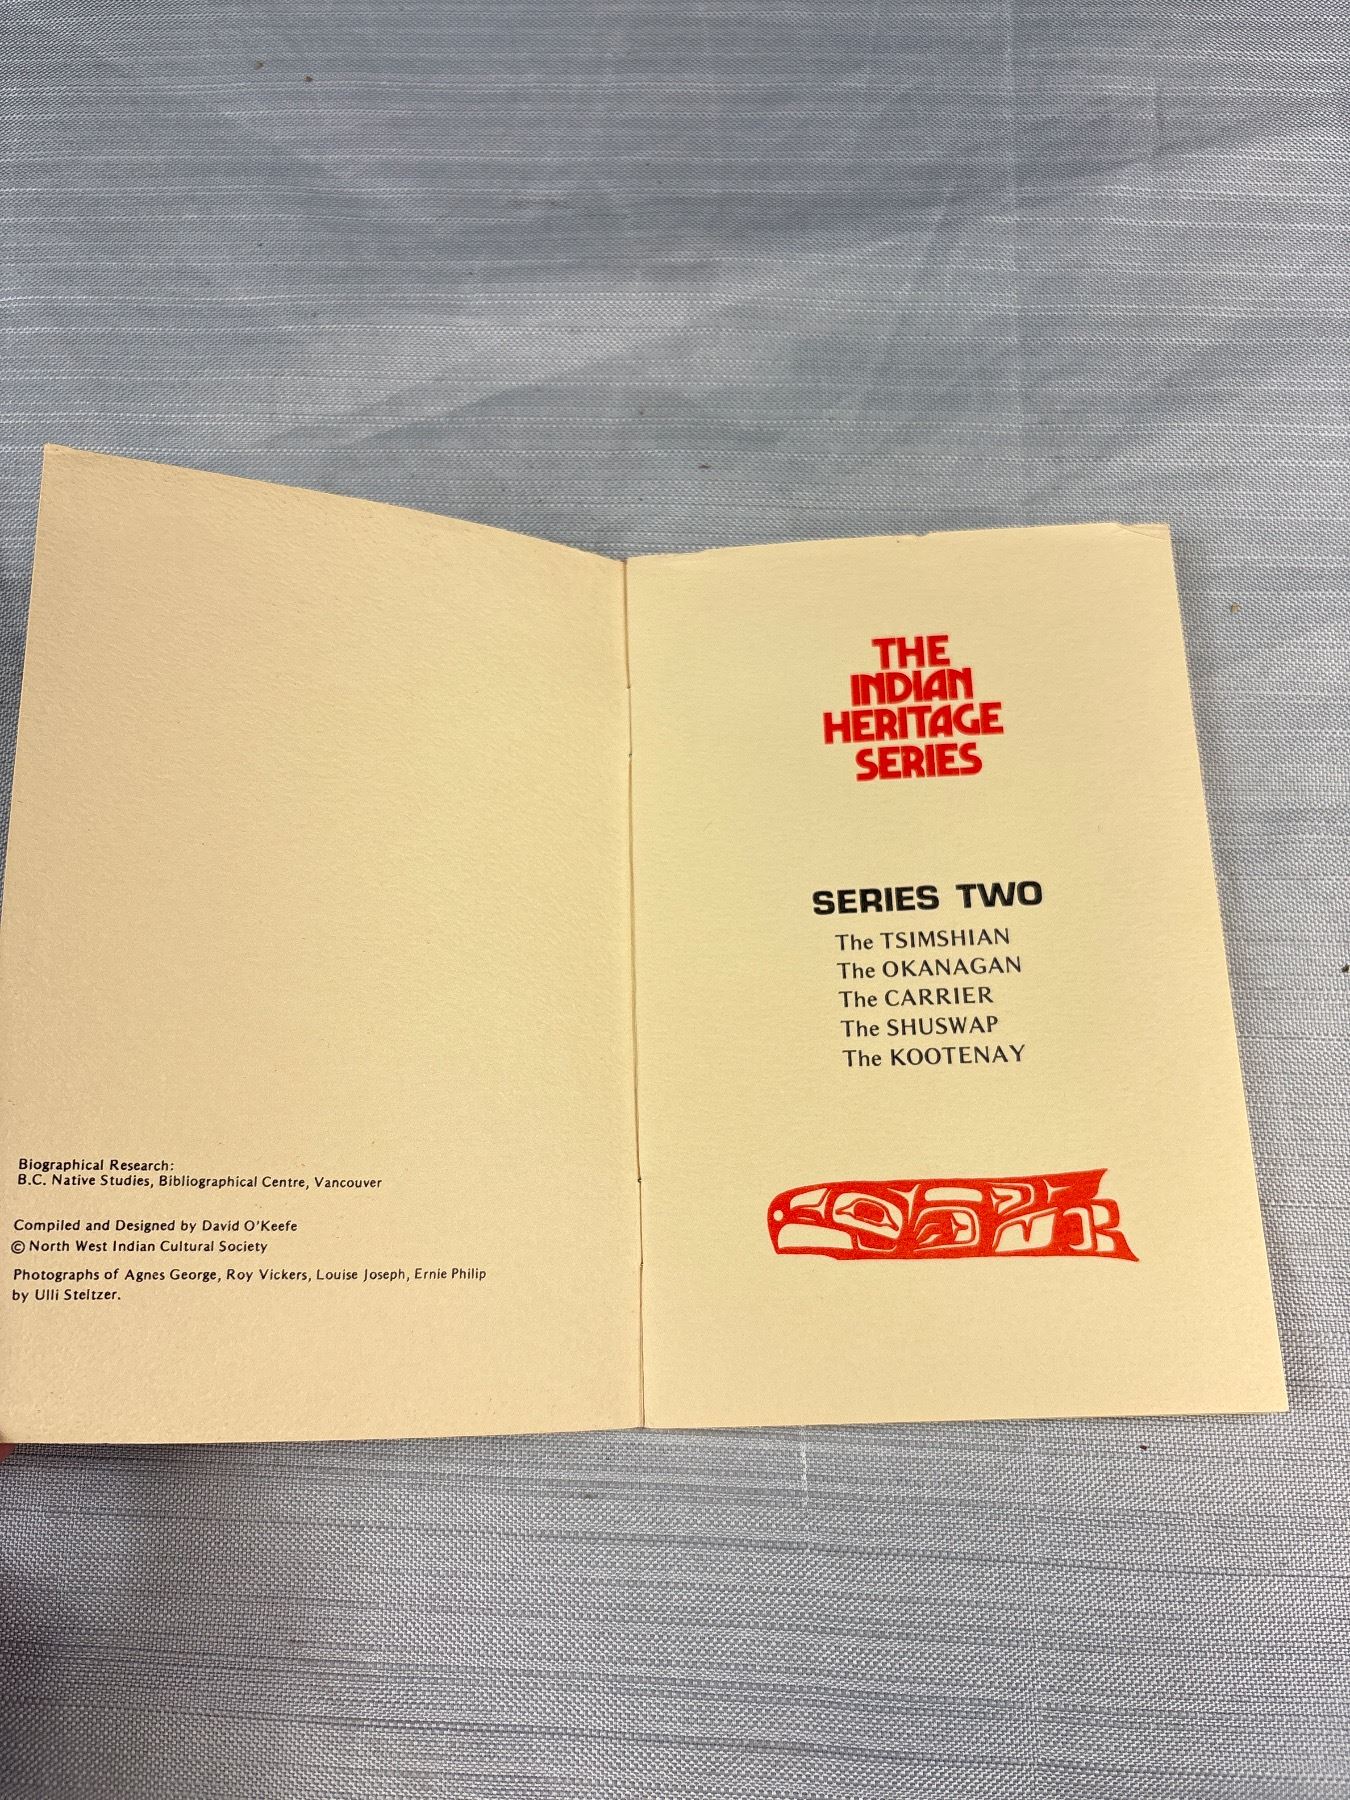 Biographical Research:
B.C. Native Studies, Bibliographical Centre, Vancouver
Compiled and Designed by David O'Keefe
© North West Indian Cultural Society
Photographs of Agnes George, Roy Vickers, Louise Joseph, Ernie Philip
by Ulli Steltzer.
THE
INDIAN
HERITAGE
SERIES
SERIES TWO
The TSIMSHIAN
The OKANAGAN
The CARRIER
The SHUSWAP
The KOOTENAY